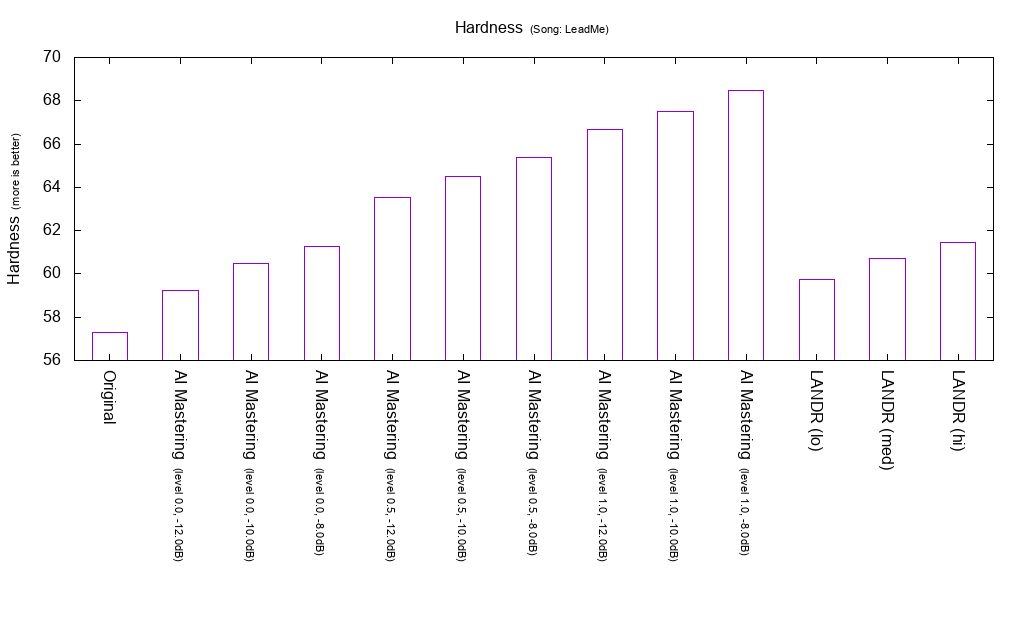 Hardness (Song: LeadMe)
Hardness (more is better)
70
68
66
64
62
60
58
56
Original
AI Mastering (level 0.0, -12.0dB)
AI Mastering (level 0.0, -10.0dB)
AI Mastering (level 0.0, -8.0dB)
AI Mastering (level 0.5, -12.0dB)
AI Mastering (level 0.5, -10.0dB)
AI Mastering (level 0.5, -8.0dB)
AI Mastering (level 1.0, -12.0dB)
AI Mastering (level 1.0, -10.0dB)
AI Mastering (level 1.0, -8.0dB)
LANDR (lo)
LANDR (med)
LANDR (hi)